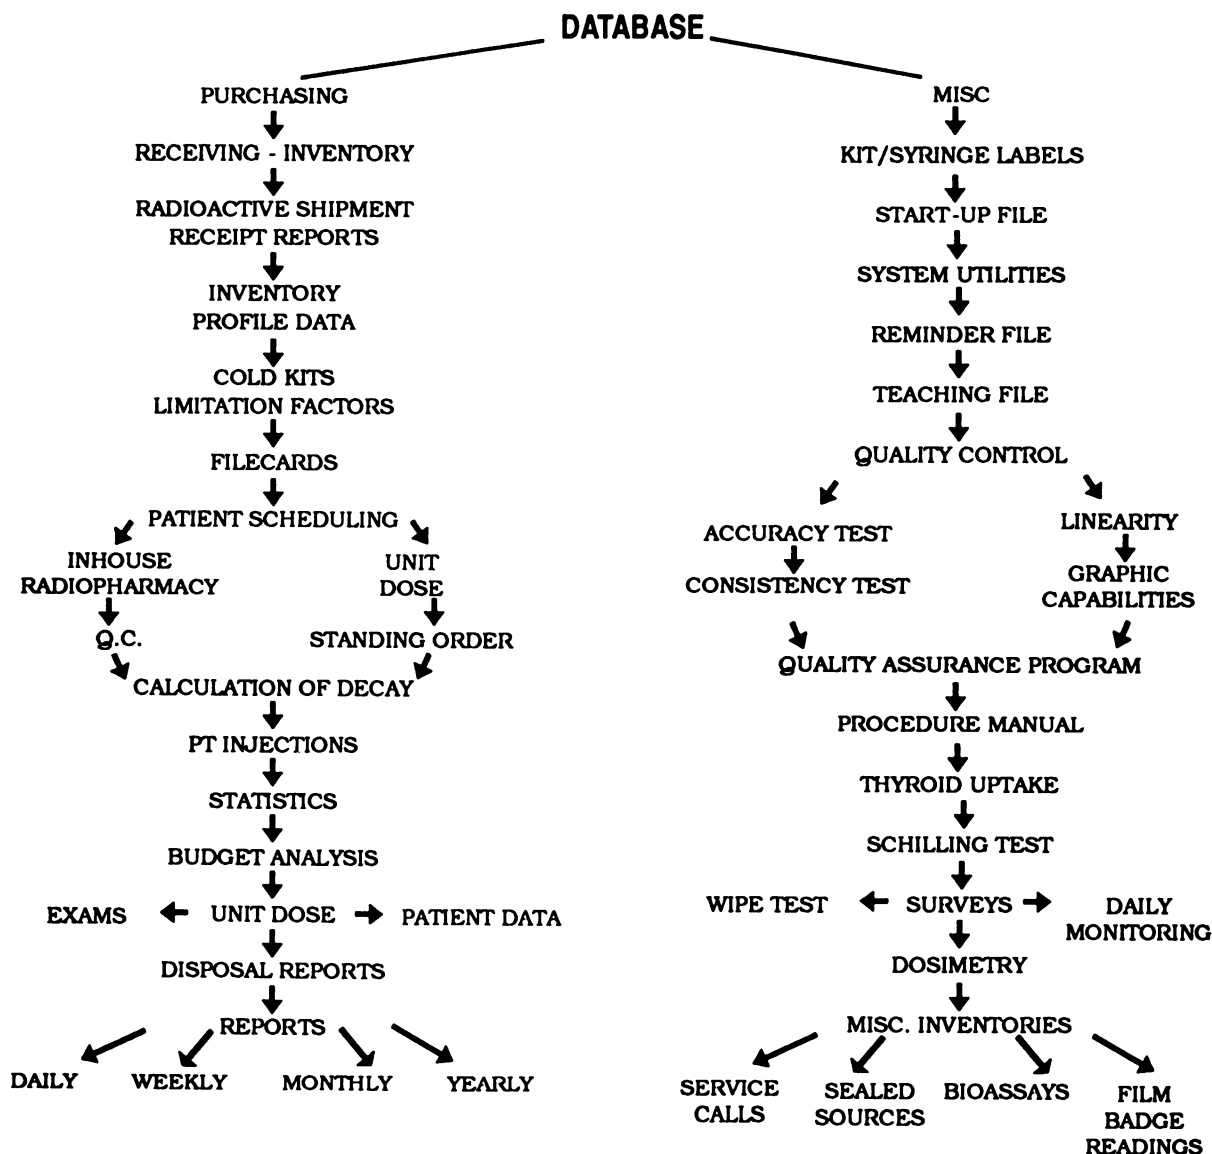 DATABASE
PURCHASING
RECEIVING - INVENTORY
RADIOACTIVE SHIPMENT
RECEIPT REPORTS
INVENTORY
PROFILE DATA
COLD KITS
LIMITATION FACTORS
FILECARDS
PATIENT SCHEDULING
INHOUSE
RADIOPHARMACY
UNIT
DOSE
Q.C.
STANDING ORDER
CALCULATION OF DECAY
PT INJECTIONS
STATISTICS
BUDGET ANALYSIS
EXAMS
UNIT DOSE
PATIENT DATA
DISPOSAL REPORTS
REPORTS
DAILY
WEEKLY
MONTHLY
YEARLY
MISC
KIT/SYRINGE LABELS
START-UP FILE
SYSTEM UTILITIES
REMINDER FILE
TEACHING FILE
QUALITY CONTROL
ACCURACY TEST
CONSISTENCY TEST
LINEARITY
GRAPHIC
CAPABILITIES
QUALITY ASSURANCE PROGRAM
PROCEDURE MANUAL
THYROID UPTAKE
SCHILLING TEST
WIPE TEST
SURVEYS
DAILY
MONITORING
DOSIMETRY
MISC. INVENTORIES
SERVICE
CALLS
SEALED
SOURCES
BIOASSAYS
FILM
BADGE
READINGS